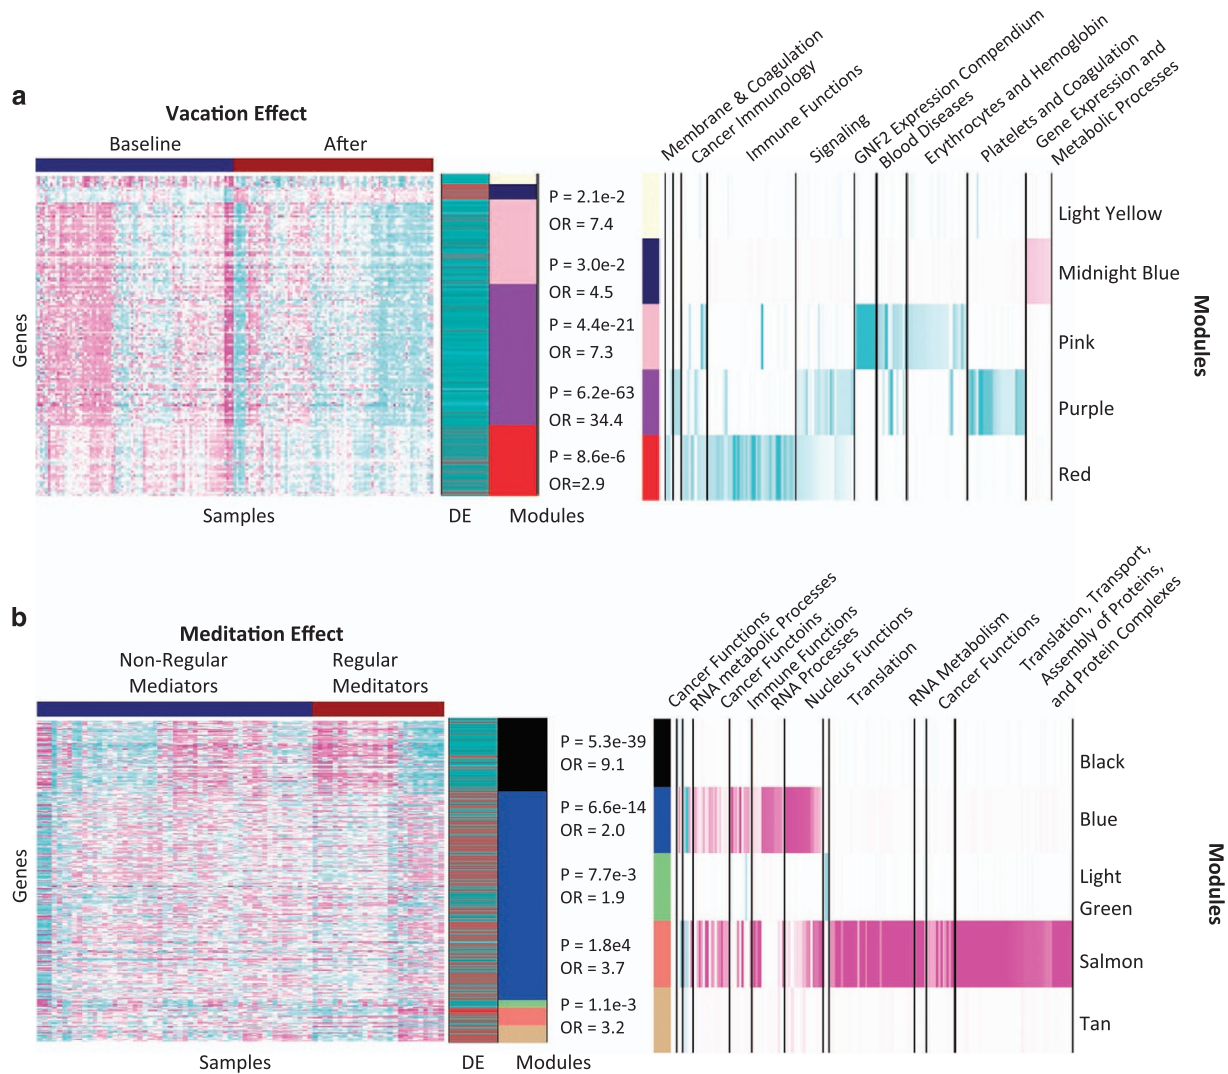 a
Vacation Effect
Baseline
After
Genes
Samples
DE
Modules
P = 2.1e-2
OR = 7.4
P = 3.0e-2
OR = 4.5
P = 4.4e-21
OR = 7.3
P = 6.2e-63
OR = 34.4
P = 8.6e-6
OR=2.9
Membrane & Coagulation
Cancer Immunology
Immune Functions
Signaling
GNF2 Expression Compendium
Blood Diseases
Erythrocytes and Hemoglobin
Platelets and Coagulation
Gene Expression and
Metabolic Processes
Light Yellow
Midnight Blue
Pink
Purple
Red
Modules
b
Meditation Effect
Non-Regular
Mediators
Regular
Meditators
Genes
Samples
DE
Modules
P = 5.3e-39
OR = 9.1
P = 6.6e-14
OR = 2.0
P = 7.7e-3
OR = 1.9
P = 1.8e4
OR = 3.7
P = 1.1e-3
OR = 3.2
Cancer Functions
RNA metabolic Processes
Cancer Functoins
Immune Functions
RNA Processes
Nucleus Functions
Translation
RNA Metabolism
Cancer Functions
Translation, Transport,
Assembly of Proteins,
and Protein Complexes
Black
Blue
Light
Green
Salmon
Tan
Modules